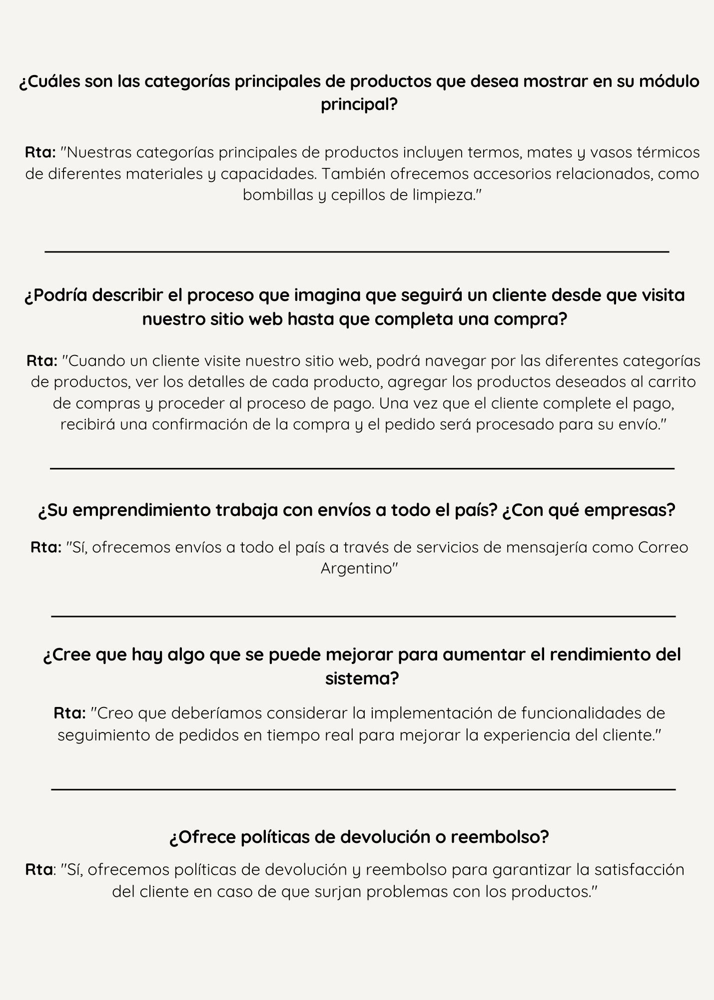 ¿Cuáles son las categorías principales de productos que desea mostrar en su módulo
principal?
Rta: "Nuestras categorías principales de productos incluyen termos, mates y vasos térmicos
de diferentes materiales y capacidades. También ofrecemos accesorios relacionados, como
bombillas y cepillos de limpieza."
¿Podría describir el proceso que imagina que seguirá un cliente desde que visita
nuestro sitio web hasta que completa una compra?
Rta: "Cuando un cliente visite nuestro sitio web, podrá navegar por las diferentes categorías
de productos, ver los detalles de cada producto, agregar los productos deseados al carrito
de compras y proceder al proceso de pago. Una vez que el cliente complete el pago,
recibirá una confirmación de la compra y el pedido será procesado para su envío."
¿Su emprendimiento trabaja con envíos a todo el país? ¿Con qué empresas?
Rta: "Sí, ofrecemos envíos a todo el país a través de servicios de mensajería como Correo
Argentino"
¿Cree que hay algo que se puede mejorar para aumentar el rendimiento del
sistema?
Rta: "Creo que deberíamos considerar la implementación de funcionalidades de
seguimiento de pedidos en tiempo real para mejorar la experiencia del cliente."
¿Ofrece políticas de devolución o reembolso?
Rta: "Sí, ofrecemos políticas de devolución y reembolso para garantizar la satisfacción
del cliente en caso de que surjan problemas con los productos."